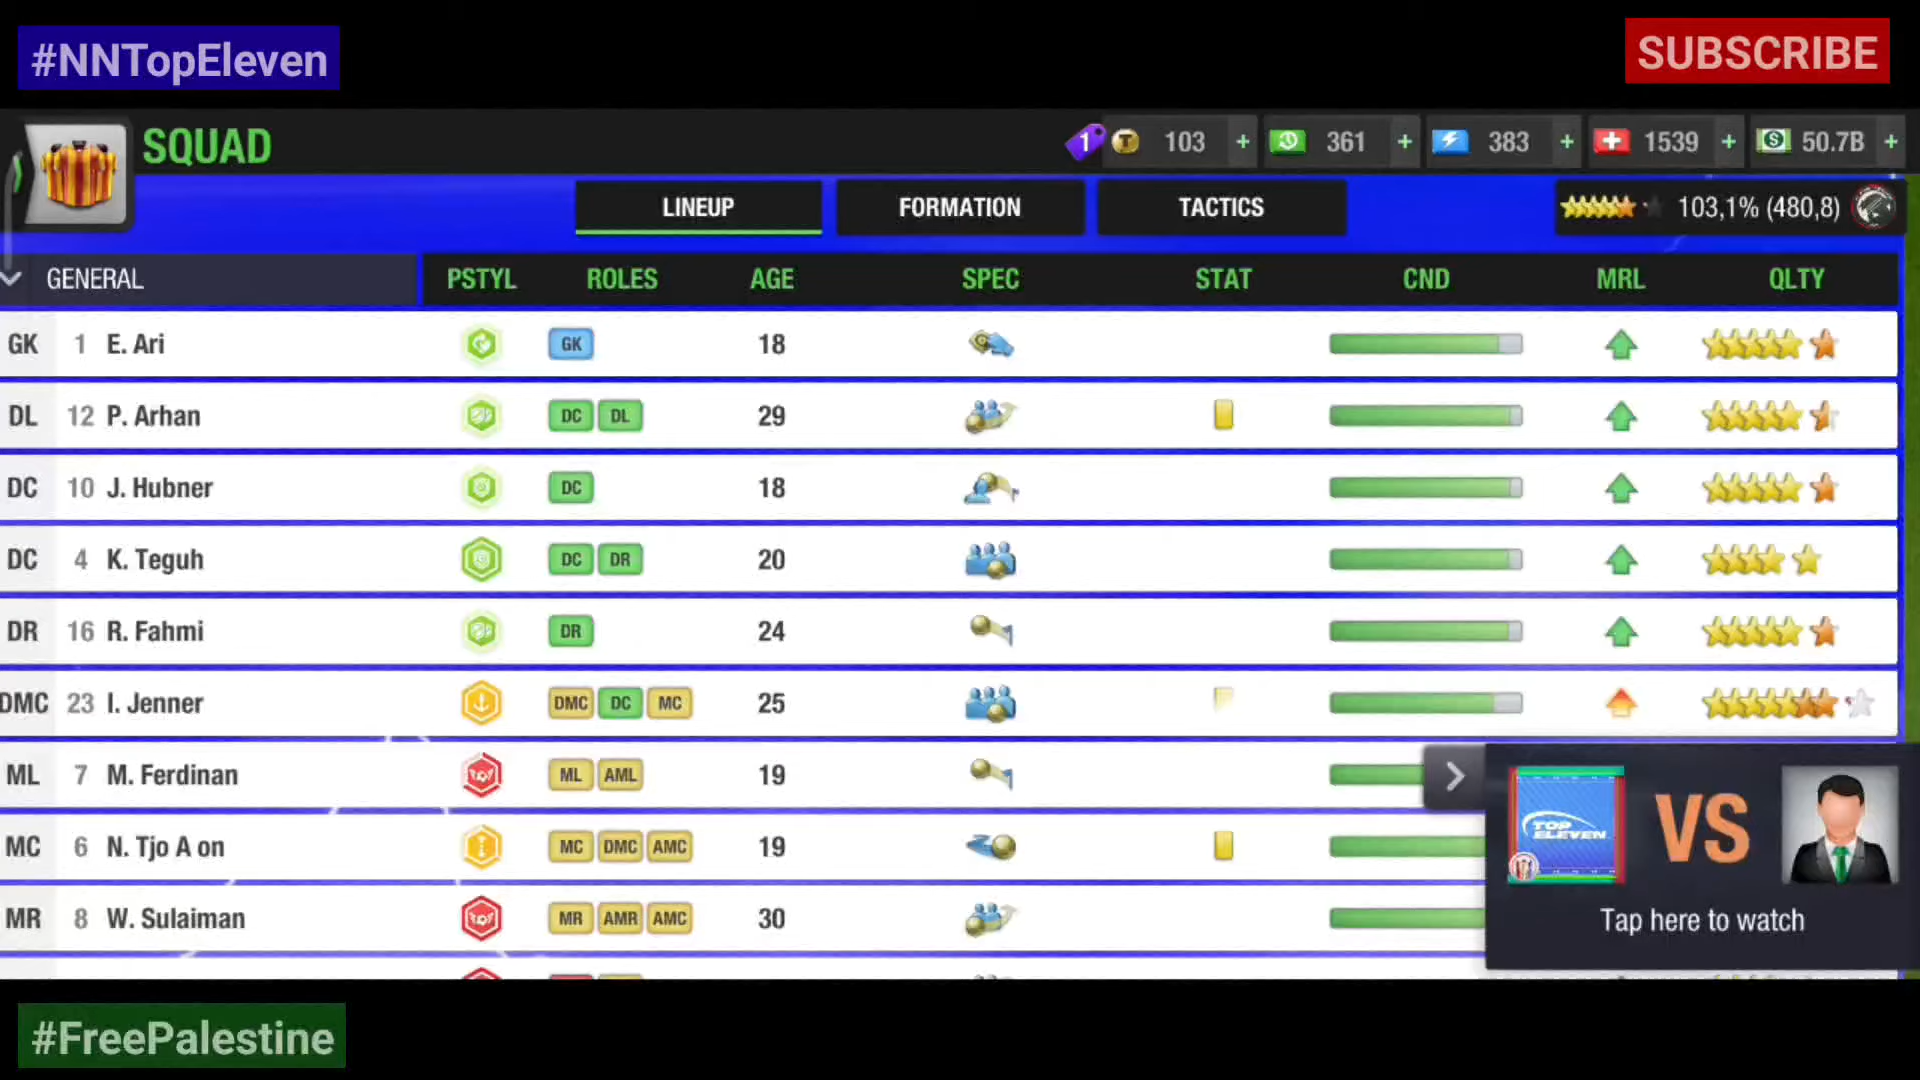 #NNTopEleven
SUBSCRIBE
SQUAD
1 T 103 + 361 + 383 + 1539 + $ 50.7B +
LINEUP FORMATION TACTICS 103,1% (480,8)
GENERAL PSTYL ROLES AGE SPEC STAT CND MRL QLTY
GK 1 E. Ari GK 18
DL 12 P. Arhan DC DL 29
DC 10 J. Hubner DC 18
DC 4 K. Teguh DC DR 20
DR 16 R. Fahmi DR 24
DMC 23 I. Jenner DMC DC MC 25
ML 7 M. Ferdinan ML AML 19
MC 6 N. Tjo A on MC DMC AMC 19
MR 8 W. Sulaiman MR AMR AMC 30
TOP ELEVEN VS
Tap here to watch
#FreePalestine